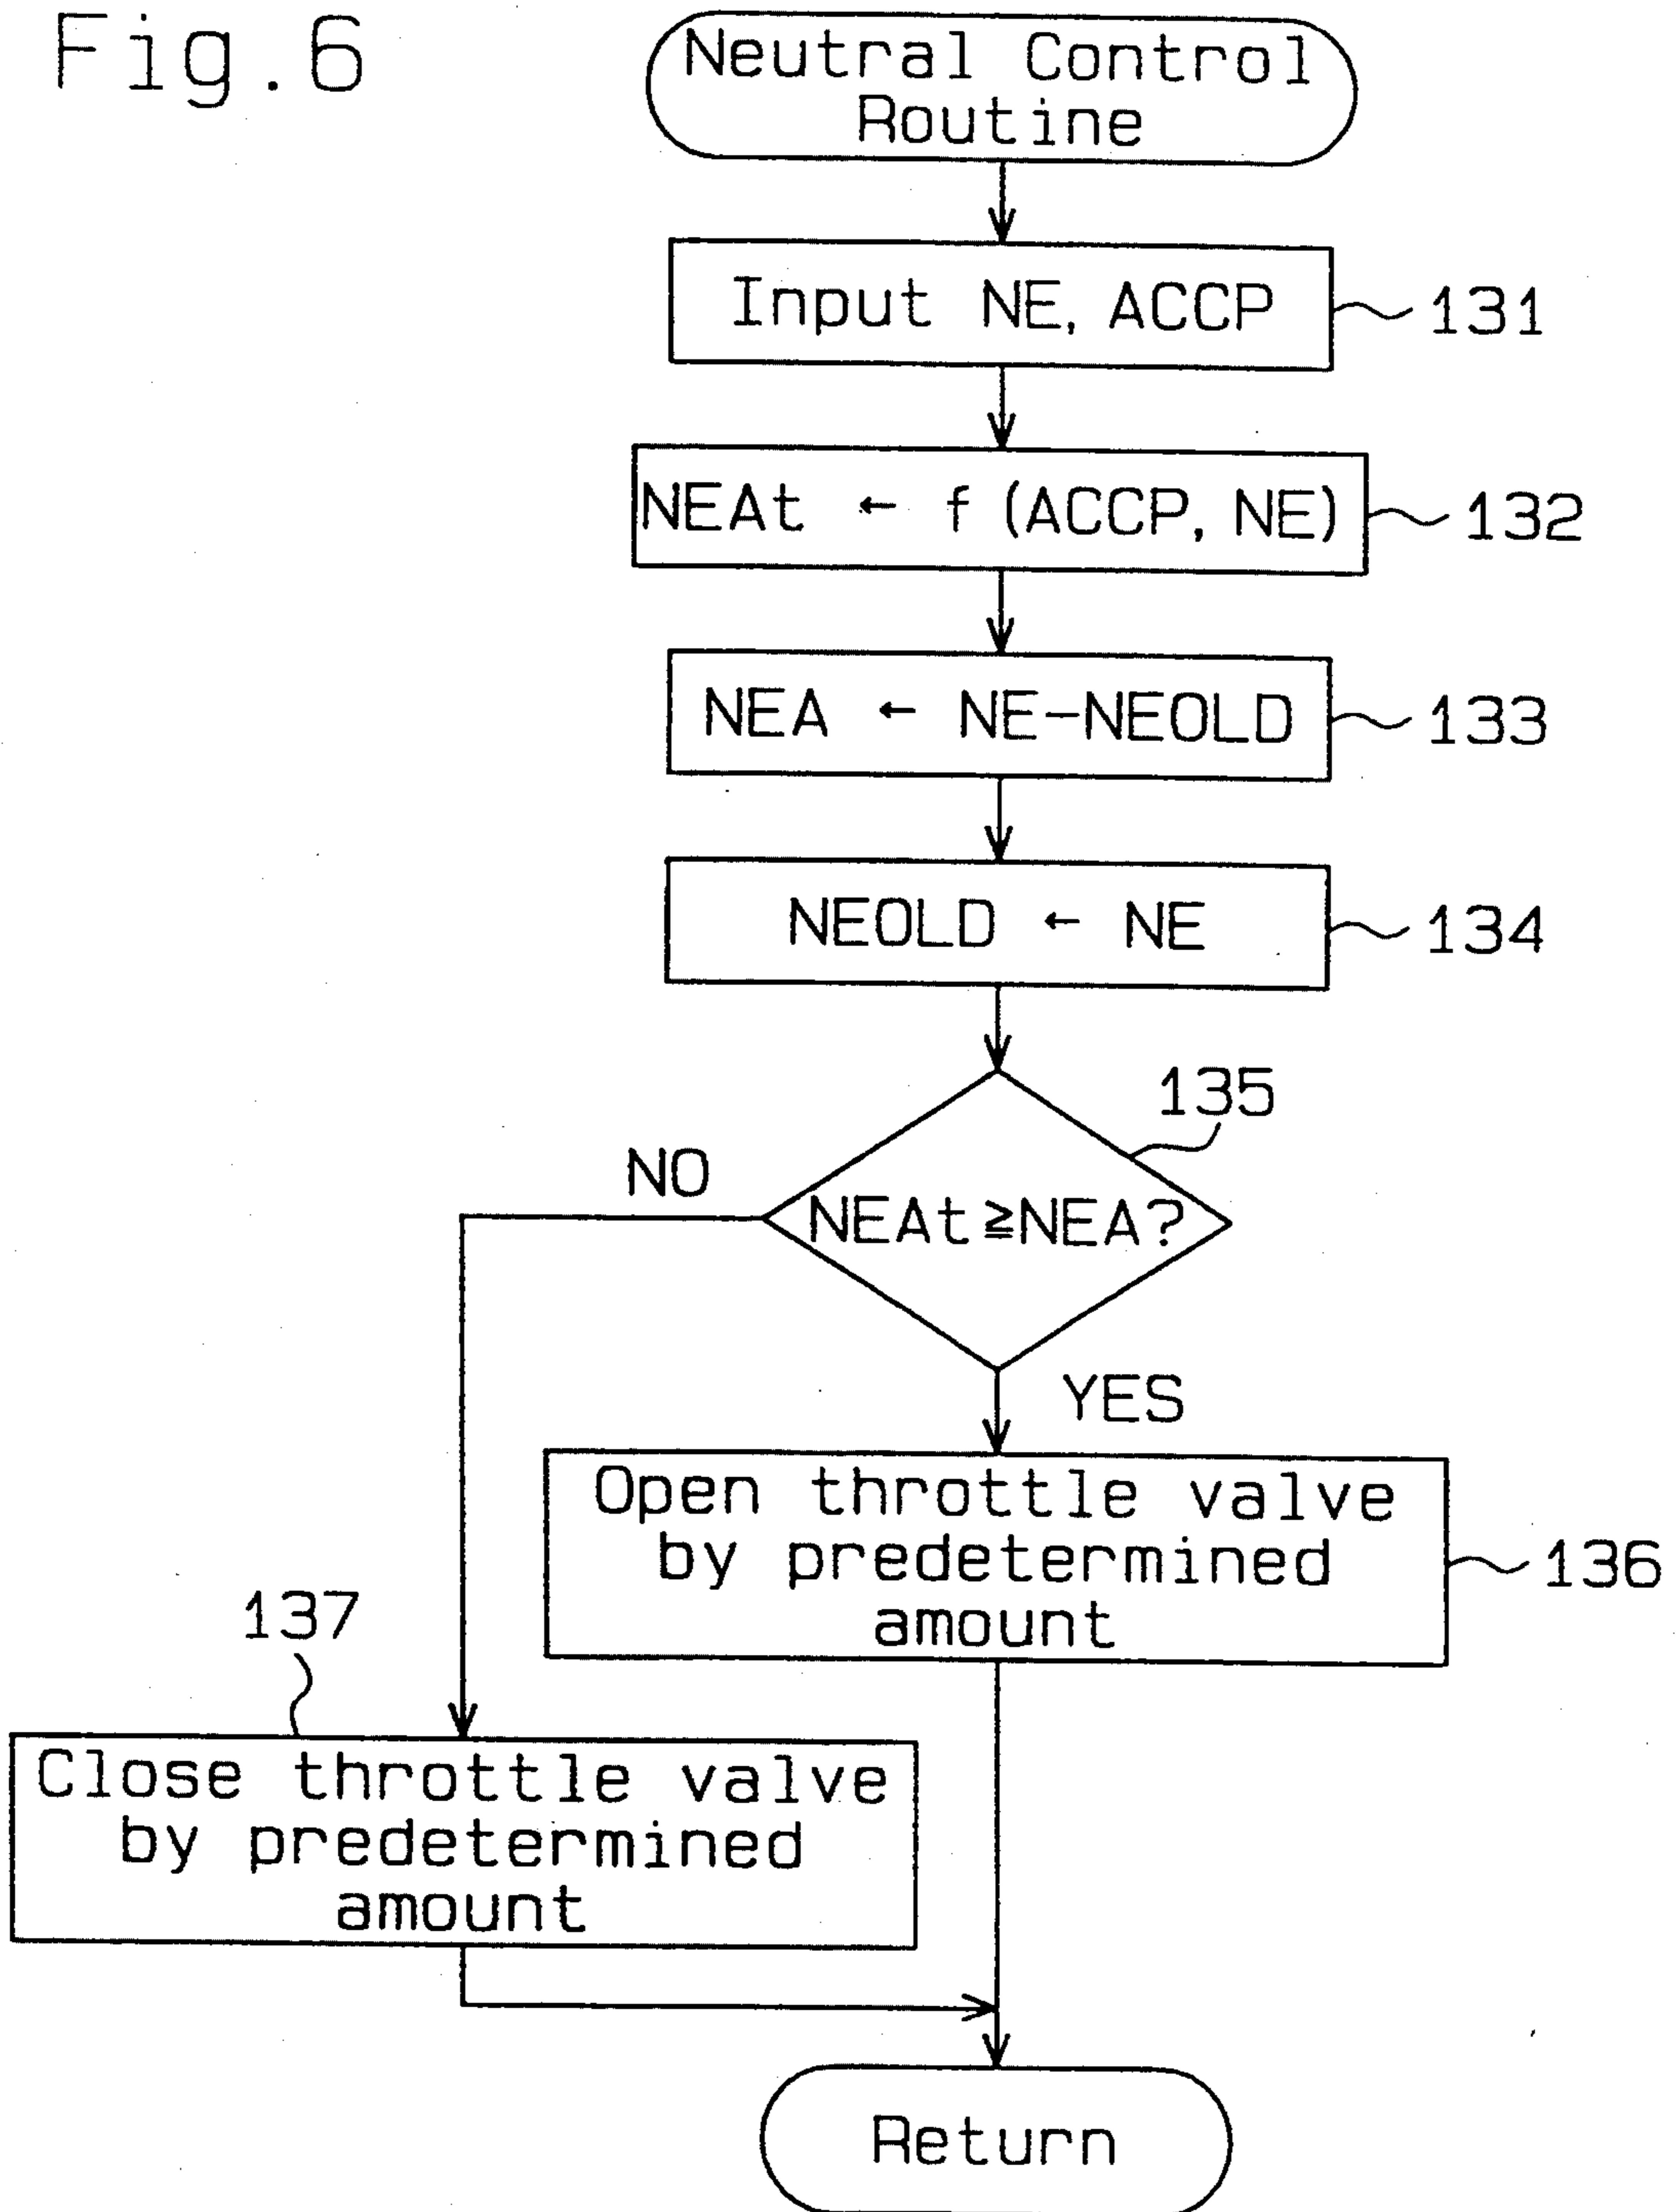 Fig.6
Neutral Control
Routine
Input NE, ACCP
131
NEAt ← f (ACCP, NE)
132
NEA ← NE-NEOLD
133
NEOLD ← NE
134
135
NO
NEAt≧NEA?
YES
Open throttle valve
by predetermined
amount
136
137
Close throttle valve
by predetermined
amount
Return